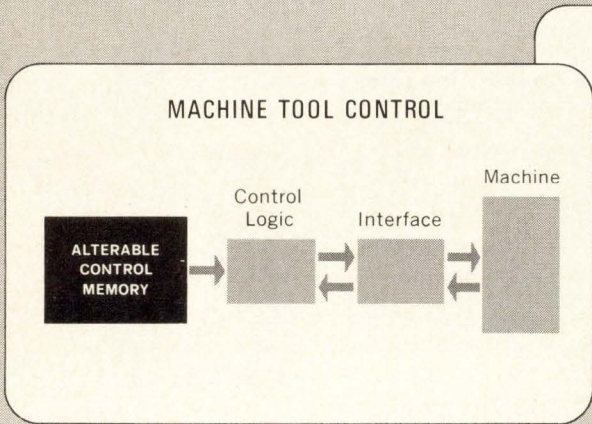 MACHINE TOOL CONTROL
Machine
Control
Logic
Interface
ALTERABLE
CONTROL
MEMORY